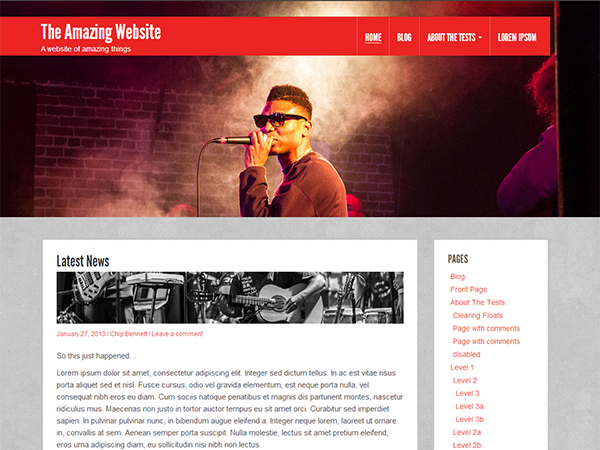 The Amazing Website
A website of amazing things
HOME BLOG ABOUT THE TESTS LOREM IPSUM
Latest News
January 27, 2013 / Chip Bennett / Leave a comment
So this just happened…
Lorem ipsum dolor sit amet, consectetur adipiscing elit. Integer sed dictum tellus. In ac est vitae risus
porta aliquet sed et nisl. Fusce cursus, odio vel gravida elementum, est neque porta nulla, vel
consequat nibh eros eu diam. Cum sociis natoque penatibus et magnis dis parturient montes, nascetur
ridiculus mus. Maecenas non justo in tortor auctor tempus eu sit amet orci. Curabitur sed imperdiet
sapien. In pulvinar pulvinar nunc, in bibendum augue eleifend a. Integer neque lorem, laoreet ut ornare
in, convallis at sem. Aenean semper porta suscipit. Nulla molestie, lectus sit amet pretium eleifend,
eros urna adipiscing diam, eu sollicitudin nisi nibh non lectus.
PAGES
Blog
Front Page
About The Tests
Clearing Floats
Page with comments
Page with comments
disabled
Level 1
Level 2
Level 3
Level 3a
Level 3b
Level 2a
Level 2b